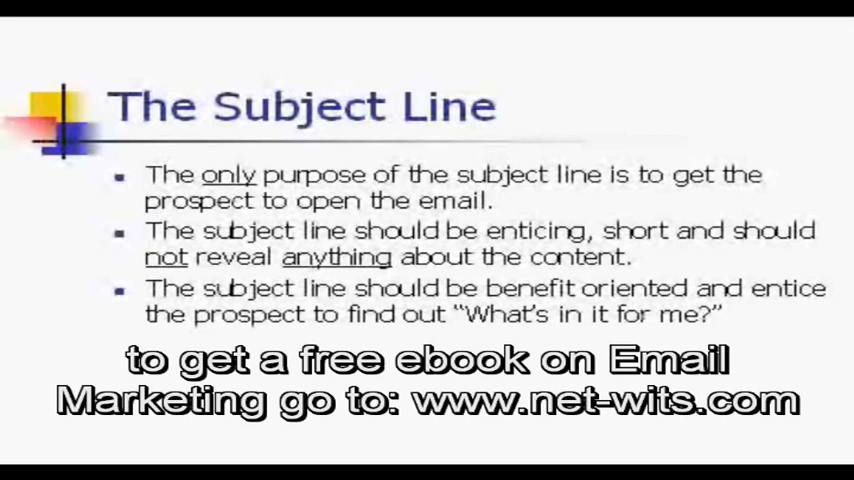 The Subject Line
The only purpose of the subject line is to get the
prospect to open the email.
The subject line should be enticing, short and should
not reveal anything about the content.
The subject line should be benefit oriented and entice
the prospect to find out “What's in it for me?”
to get a free ebook on Email
Marketing go to: www.net-wits.com